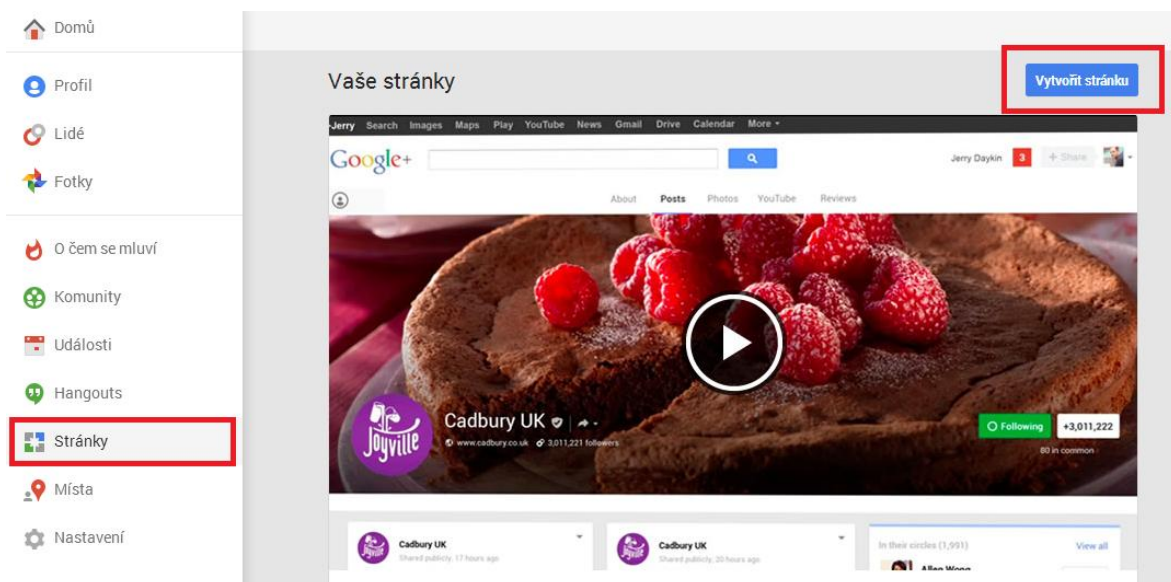 Domů
Profil
Lidé
Fotky
O čem se mluví
Komunity
Události
Hangouts
Stránky
Místa
Nastavení
Vaše stránky
Vytvořit stránku
Jerry Search Images Maps Play YouTube News Gmail Drive Calendar More
Google+
Jerry Daykin 3 + Share
About Posts Photos YouTube Reviews
Joyville
Cadbury UK
www.cadbury.co.uk 3,011,221 followers
Following +3,011,222
80 in common
Joyville
Cadbury UK
Shared publicly, 17 hours ago
Joyville
Cadbury UK
Shared publicly, 20 hours ago
In their circles (1,991) View all
Allen Wong